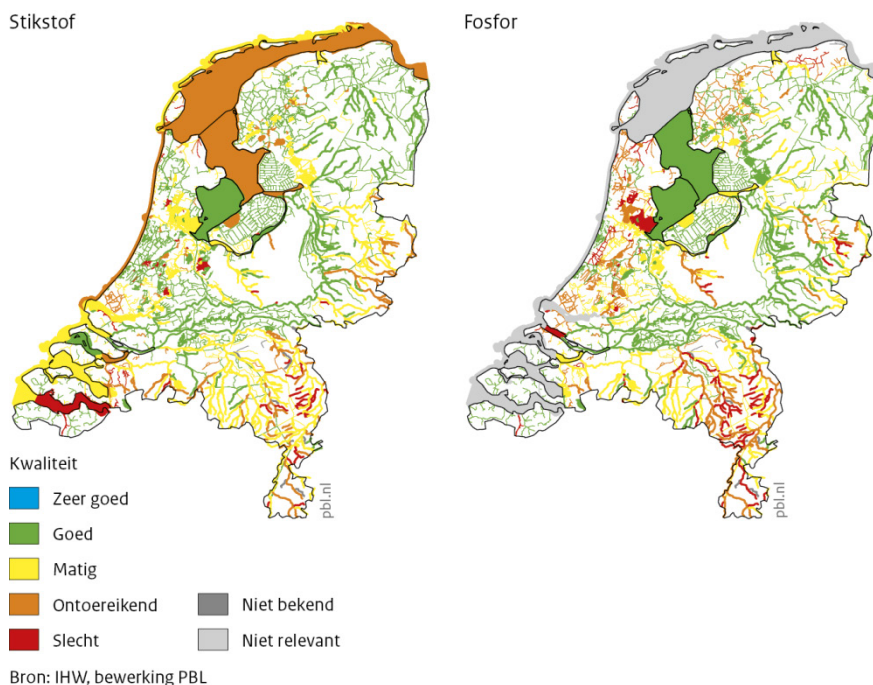 Stikstof
Fosfor
pbl.nl
pbl.nl
Kwaliteit
Zeer goed
Goed
Matig
Ontoereikend
Slecht
Niet bekend
Niet relevant
Bron: IHW, bewerking PBL